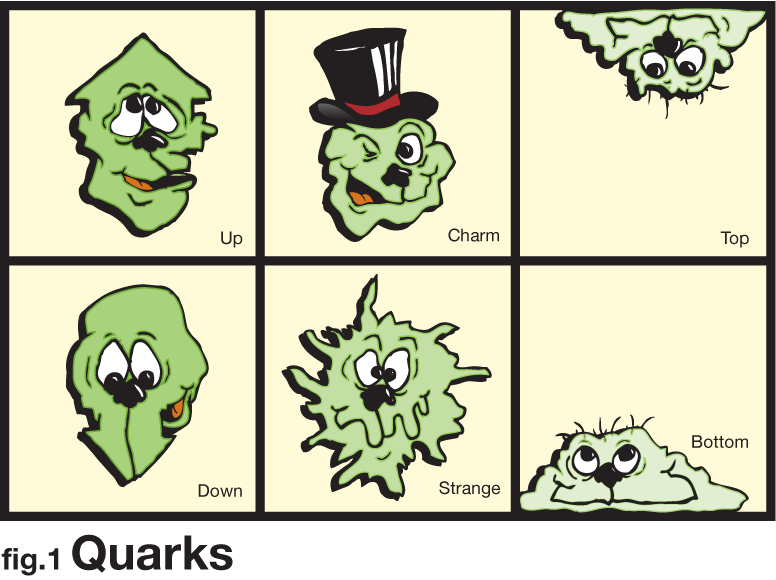 Up
Charm
Top
Down
Strange
Bottom
fig.1 Quarks